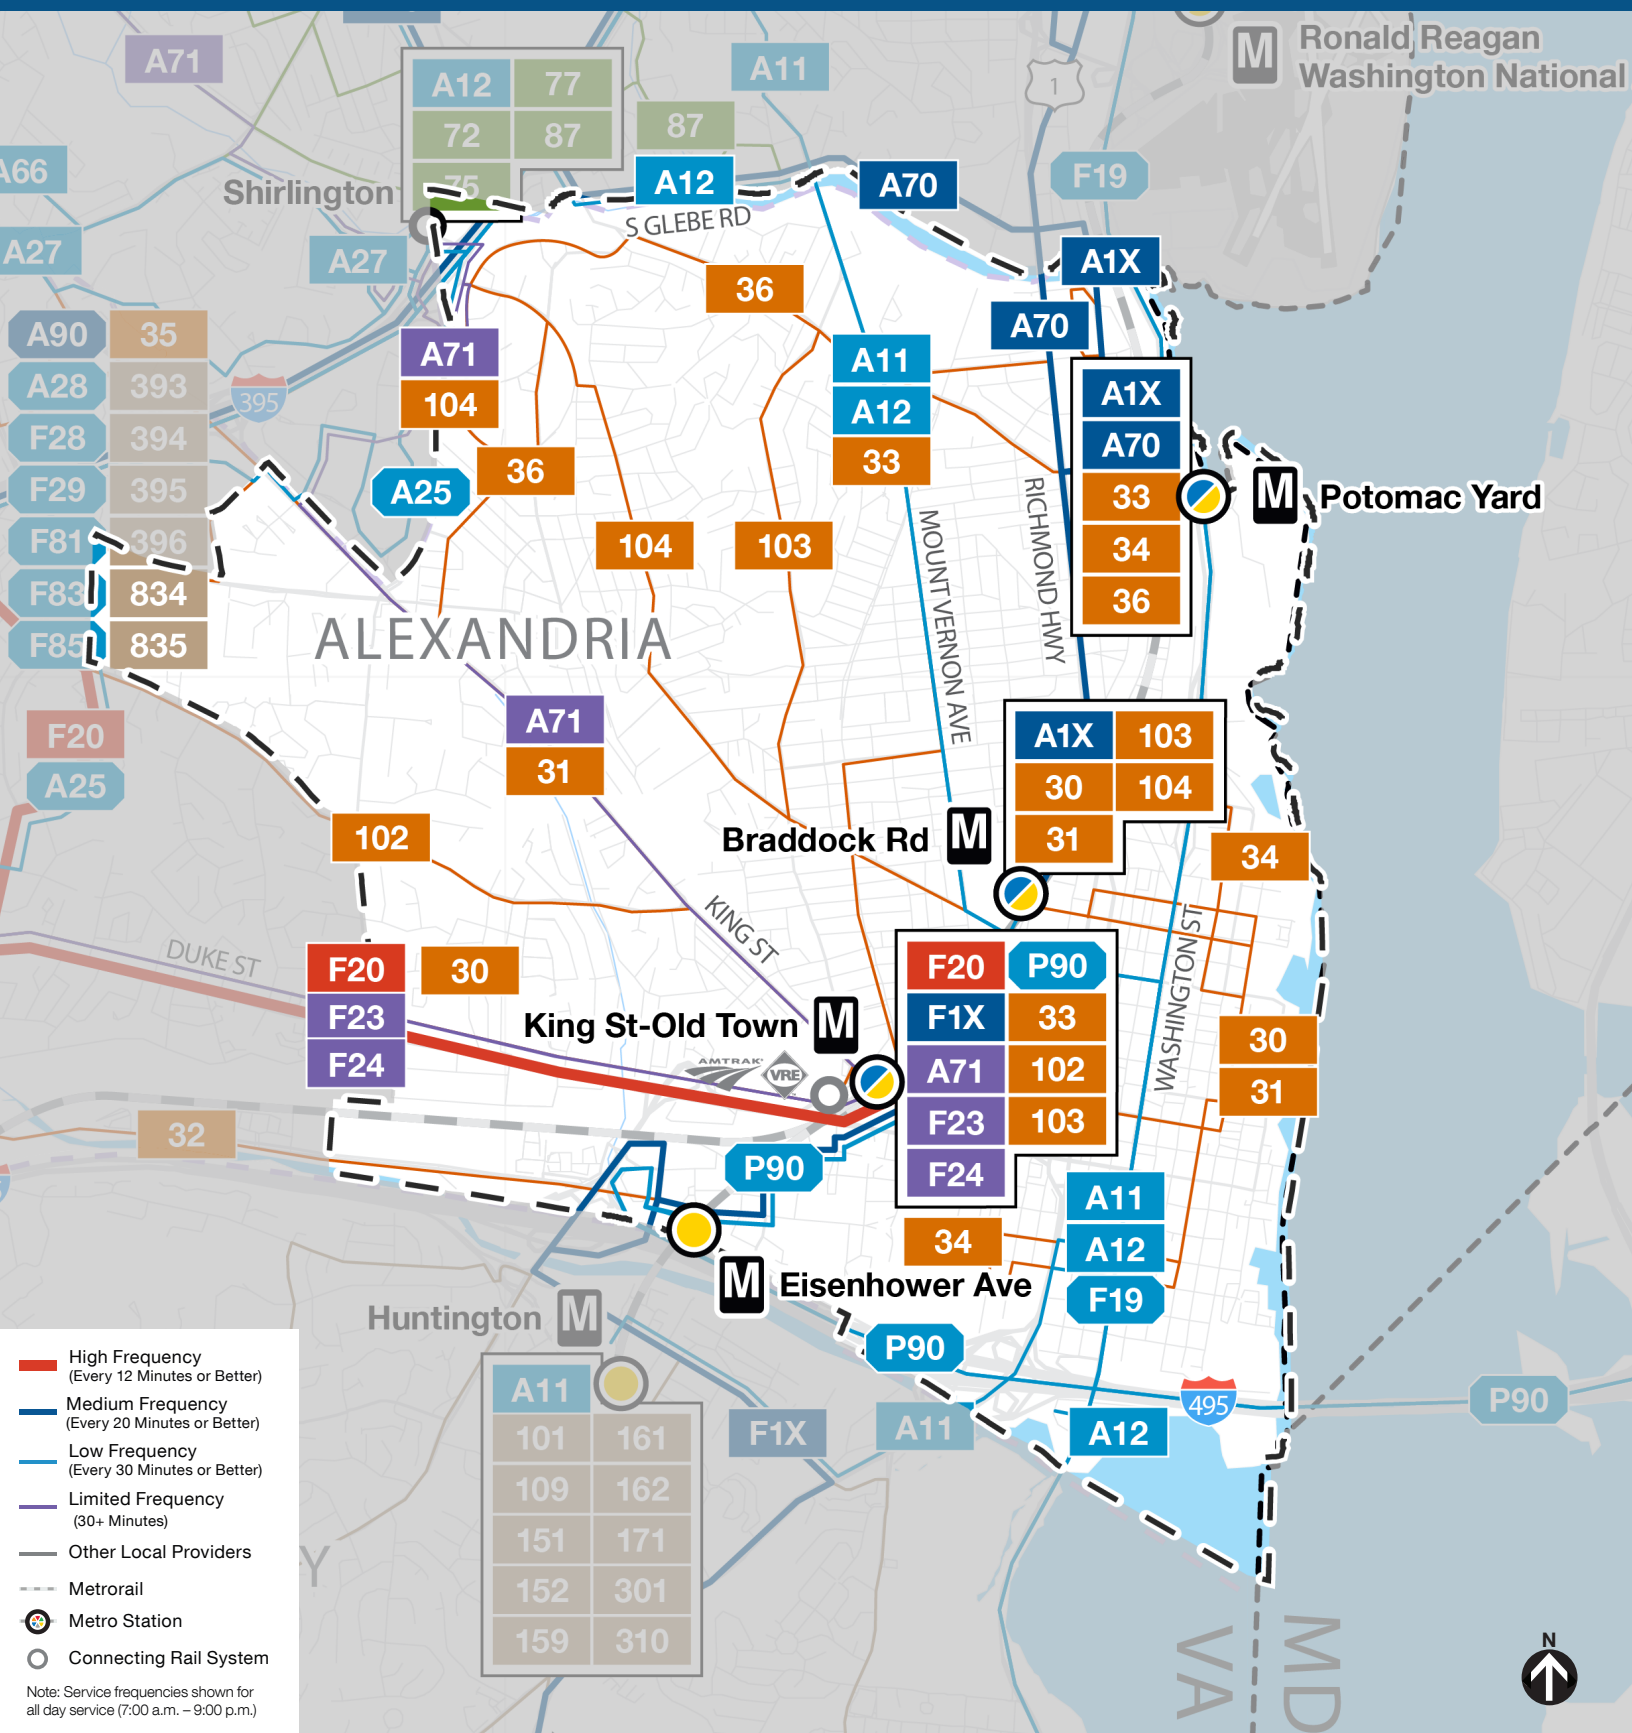 Ronald Reagan
Washington National
M
A71
A12
77
72
87
75
87
A11
1
F19
A66
Shirlington
A12
A70
S GLEBE RD
A27
A27
A1X
36
A70
A90
35
A28
393
F28
394
F29
395
F81
396
F83
834
F85
835
395
A71
104
36
A25
A11
A12
33
A1X
A70
33
34
36
M
Potomac Yard
104
103
MOUNT VERNON AVE
RICHMOND HWY
ALEXANDRIA
F20
A25
A71
31
A1X
103
30
104
31
Braddock Rd
M
102
34
KING ST
WASHINGTON ST
DUKE ST
F20
30
F23
F24
King St-Old Town
M
AMTRAK
VRE
F20
P90
F1X
33
A71
102
F23
103
F24
30
31
32
P90
34
A11
A12
F19
M
Eisenhower Ave
Huntington
M
P90
495
P90
A11
A12
F1X
A11
101
161
109
162
151
171
152
301
159
310
Y
High Frequency
(Every 12 Minutes or Better)
Medium Frequency
(Every 20 Minutes or Better)
Low Frequency
(Every 30 Minutes or Better)
Limited Frequency
(30+ Minutes)
Other Local Providers
Metrorail
Metro Station
Connecting Rail System
Note: Service frequencies shown for
all day service (7:00 a.m. – 9:00 p.m.)
VA
MD
N